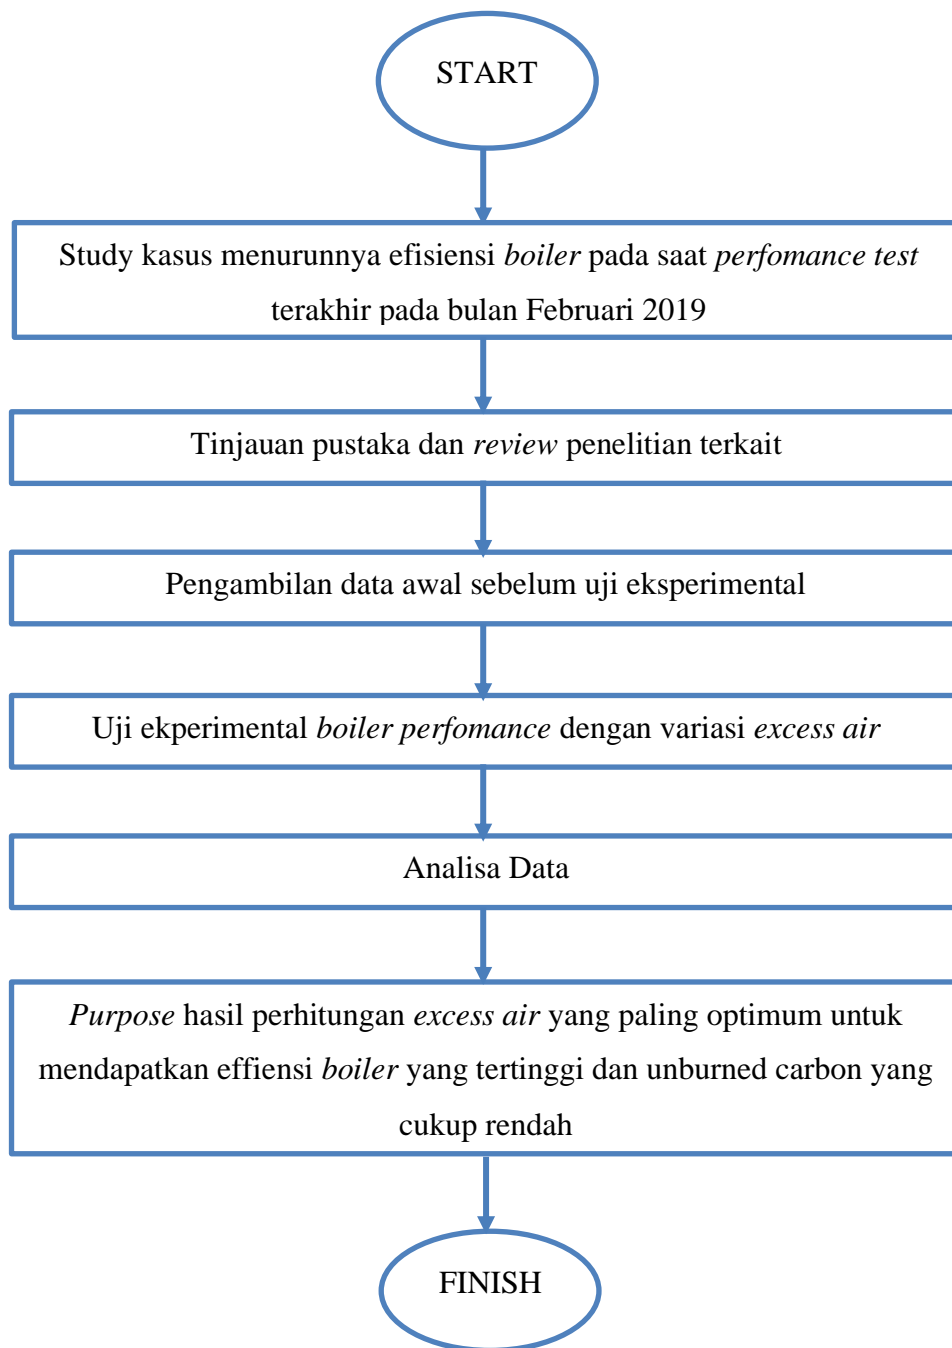 START
Study kasus menurunnya efisiensi boiler pada saat perfomance test
terakhir pada bulan Februari 2019
Tinjauan pustaka dan review penelitian terkait
Pengambilan data awal sebelum uji eksperimental
Uji ekperimental boiler perfomance dengan variasi excess air
Analisa Data
Purpose hasil perhitungan excess air yang paling optimum untuk
mendapatkan effiensi boiler yang tertinggi dan unburned carbon yang
cukup rendah
FINISH